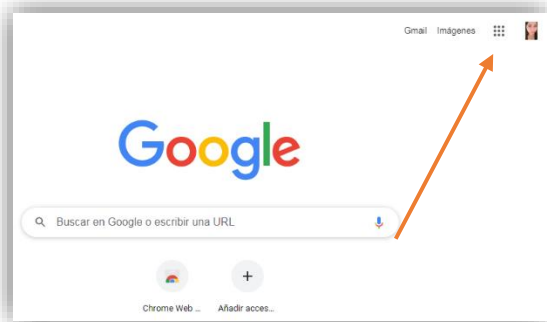 Gmail Imágenes
Google
Buscar en Google o escribir una URL
Chrome Web ... Añadir acces...